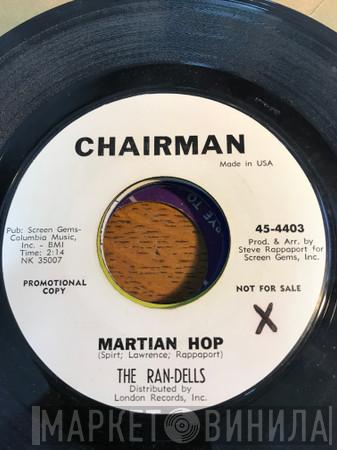 CHAIRMAN
Made in USA
Pub: Screen Gems-
Columbia Music,
Inc. - BMI
Time: 2:14
NK 35007
45-4403
Prod. & Arr. by
Steve Rappaport for
Screen Gems, Inc.
PROMOTIONAL
COPY
NOT FOR SALE
X
MARTIAN HOP
(Spirt; Lawrence; Rappaport)
THE RAN-DELLS
Distributed by
London Records, Inc.
МАРКЕТ ВИНИЛА